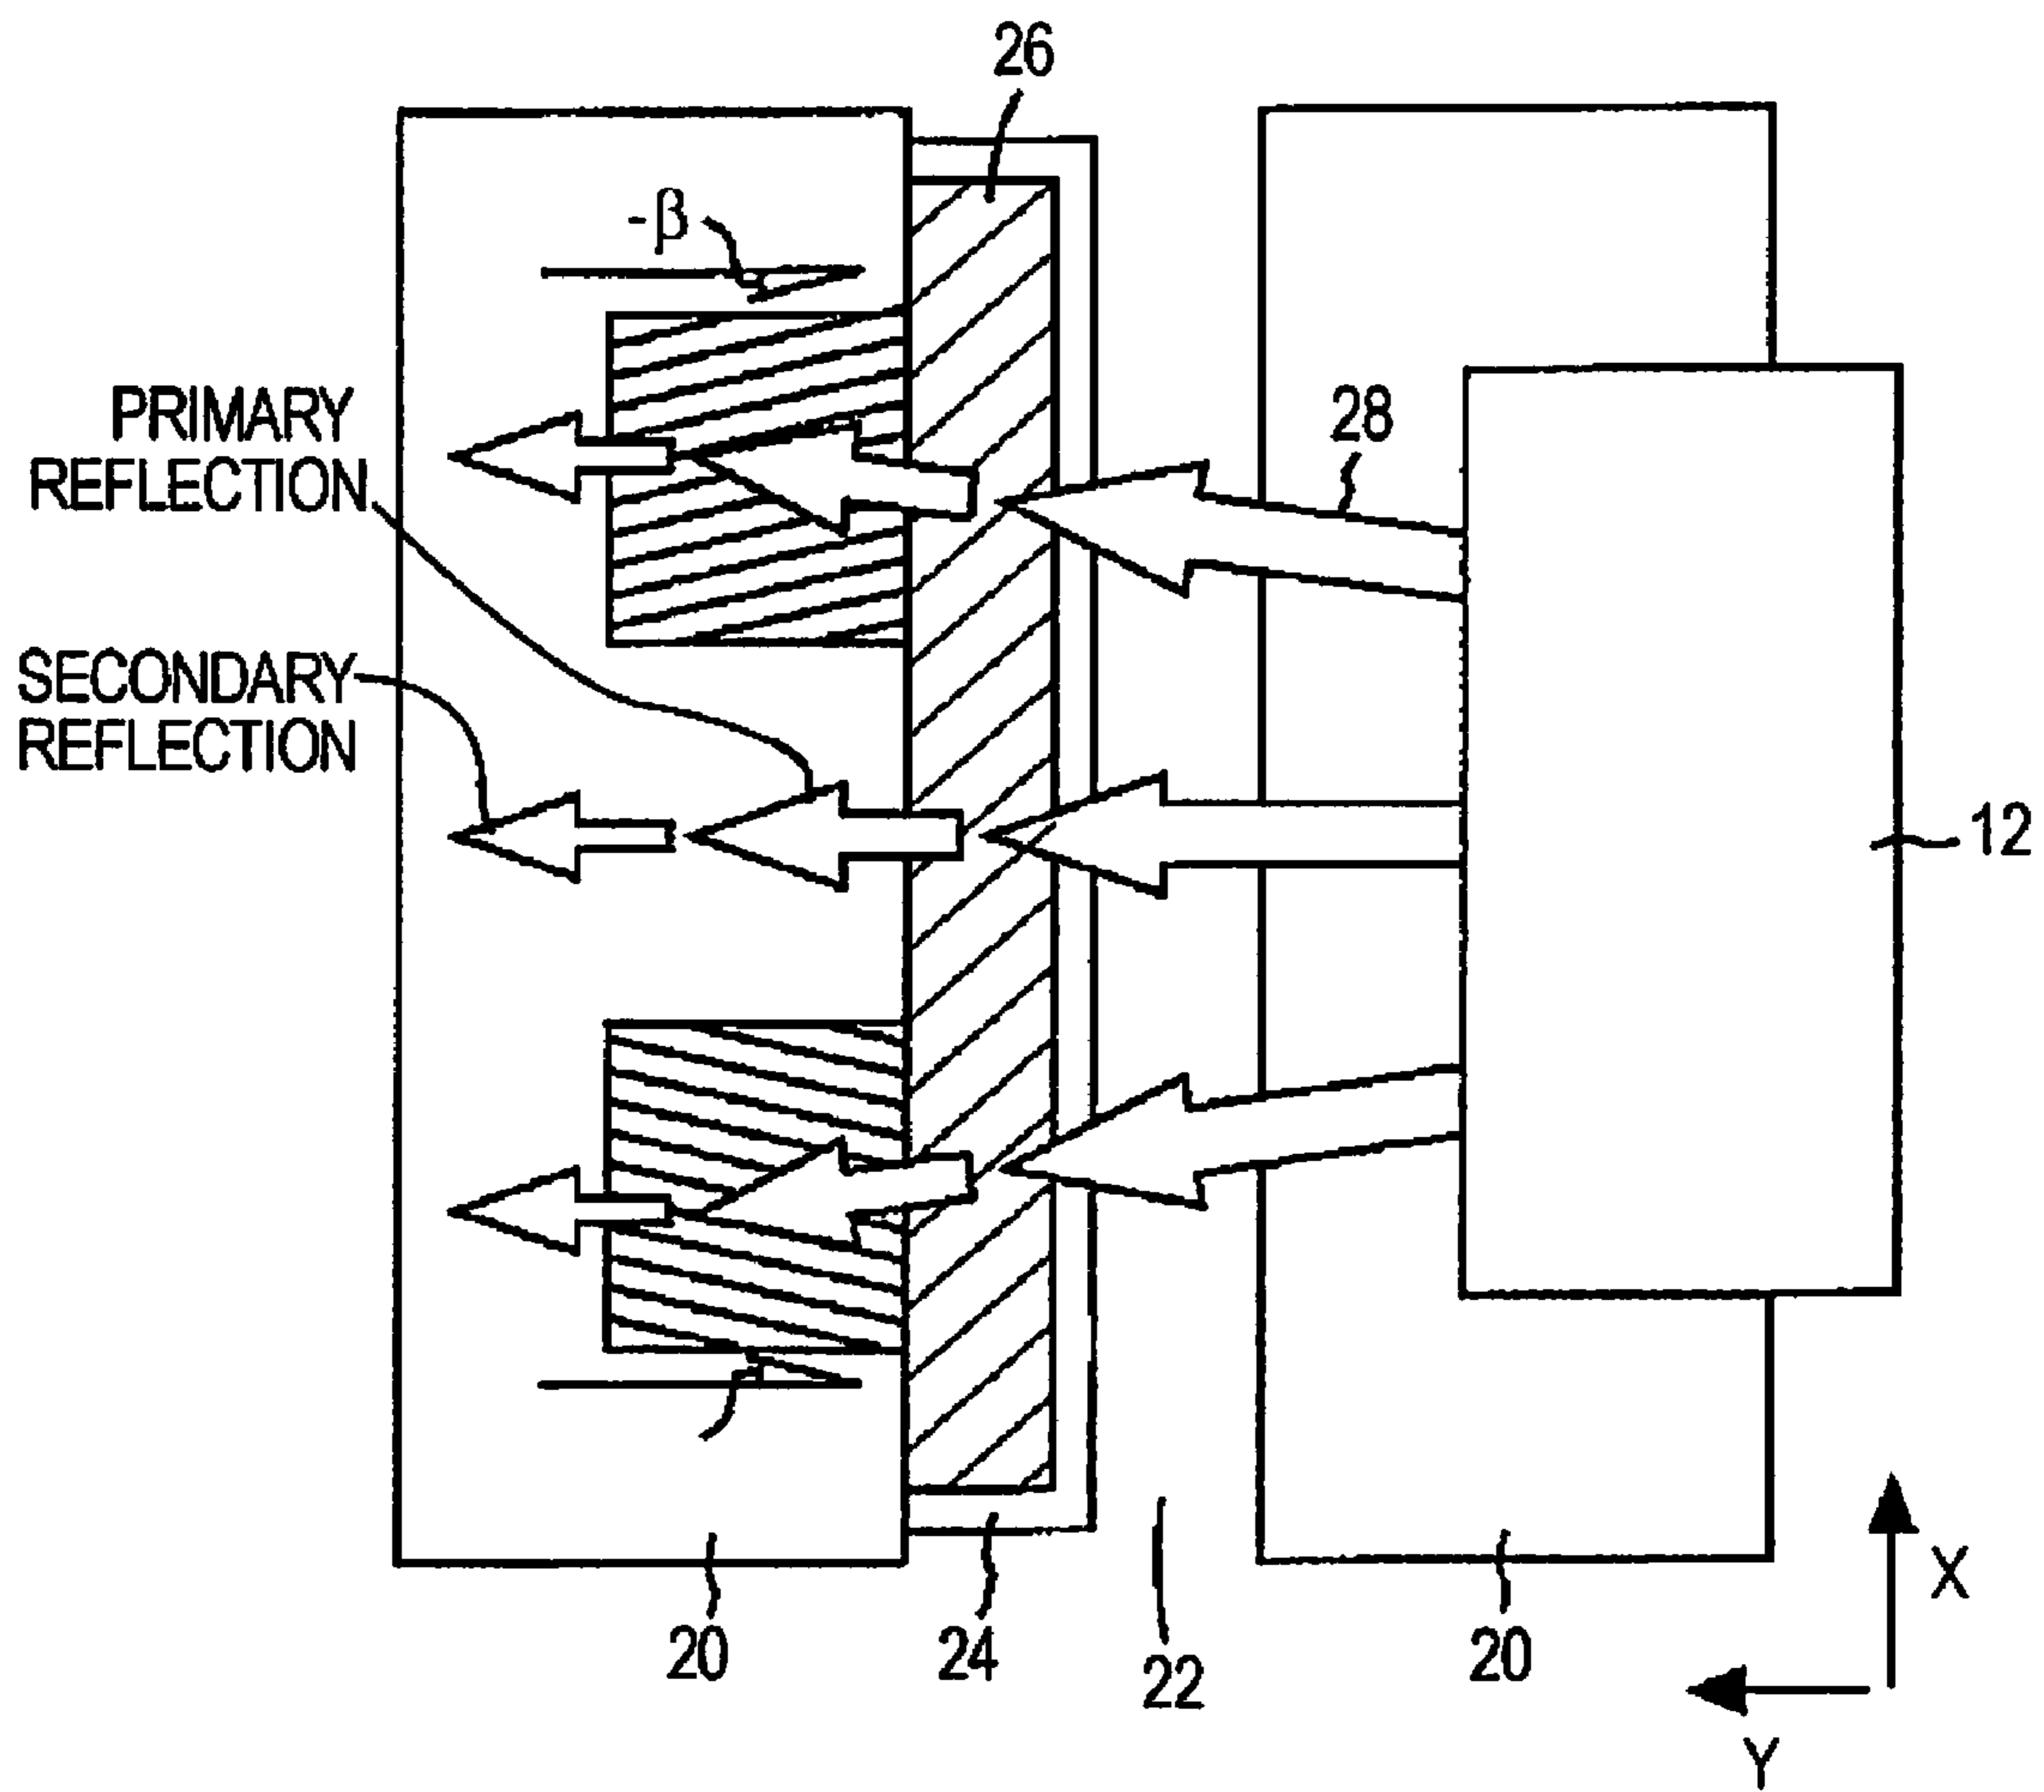 26
-β
PRIMARY
REFLECTION
28
SECONDARY
REFLECTION
12
20
24
22
20
X
Y